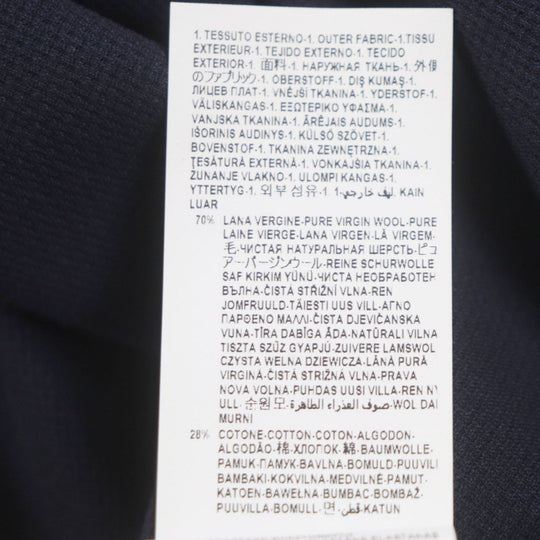 1. TESSUTO ESTERNO-1. OUTER FABRIC-1.TISSU
EXTERIEUR-1. TEJIDO EXTERNO-1. TECIDO
EXTERIOR-1. 面料-1. НАРУЖНАЯ ТКАНЬ-1. 外側
のファブリック-1. OBERSTOFF-1. DIŞ KUMAŞ-1.
ЛИЦЕВ ПЛАТ-1. VNĚJŠÍ TKANINA-1. YDERSTOF-1.
VÄLISKANGAS-1. ΕΞΩΤΕΡΙΚΟ ΥΦΑΣΜΑ-1.
VANJSKA TKANINA-1. ĀRĒJAIS AUDUMS-1.
IŠORINIS AUDINYS-1. KÜLSŐ SZÖVET-1.
BOVENSTOF-1. TKANINA ZEWNĘTRZNA-1.
ŢESĂTURĂ EXTERNĂ-1. VONKAJŠIA TKANINA-1.
ZUNANJE VLAKNO-1. ULOMPI KANGAS-1.
YTTERTYG-1. 외부 섬유-1. ليف خارجي-1. KAIN
LUAR
70% LANA VERGINE-PURE VIRGIN WOOL-PURE
LAINE VIERGE-LANA VIRGEN-LÃ VIRGEM-
毛-ЧИСТАЯ НАТУРАЛЬНАЯ ШЕРСТЬ-ピュ
アーバージンウール-REINE SCHURWOLLE
SAF KIRKIM YÜNÜ-ЧИСТА НЕОБРАБОТЕН
ВЪЛНА-ČISTÁ STŘIŽNÍ VLNA-REN
JOMFRUULD-TÄIESTI UUS VILL-ΑΓΝΟ
ΠΑΡΘΕΝΟ ΜΑΛΛΙ-ČISTA DJEVIČANSKA
VUNA-TĪRA DABĪGA ĀDA-NATŪRALI VILNA
TISZTA SZŰZ GYAPJÚ-ZUIVERE LAMSWOL
CZYSTA WEŁNA DZIEWICZA-LÂNĂ PURĂ
VIRGINĂ-ČISTÁ STRIŽNÁ VLNA-PRAVA
NOVA VOLNA-PUHDAS UUSI VILLA-REN NY
ULL-순원모-صوف العذراء الطاهرة-WOL DAI
MURNI
28% COTONE-COTTON-COTON-ALGODON-
ALGODÃO-棉-ХЛОПОК-綿-BAUMWOLLE-
PAMUK-ПАМУК-BAVLNA-BOMULD-PUUVILL
BAMBAKI-KOKVILNA-MEDVILNĖ-PAMUT-
KATOEN-BAWEŁNA-BUMBAC-BOMBAŽ-
PUUVILLA-BOMULL-면-قطن-KATUN